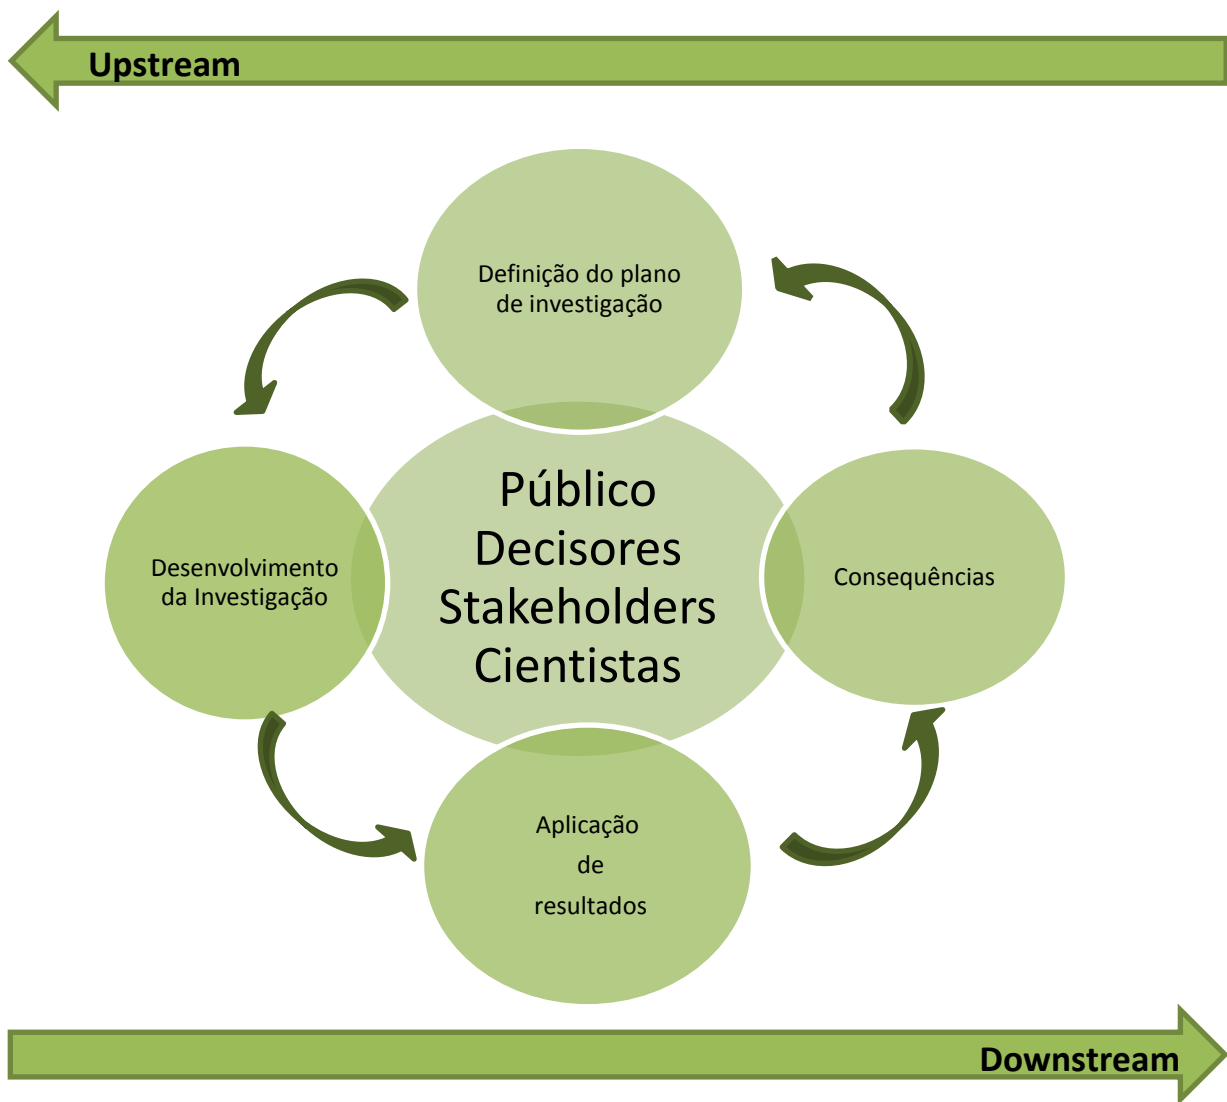 Upstream
Definição do plano
de investigação
Público
Decisores
Stakeholders
Cientistas
Desenvolvimento
da Investigação
Consequências
Aplicação
de
resultados
Downstream